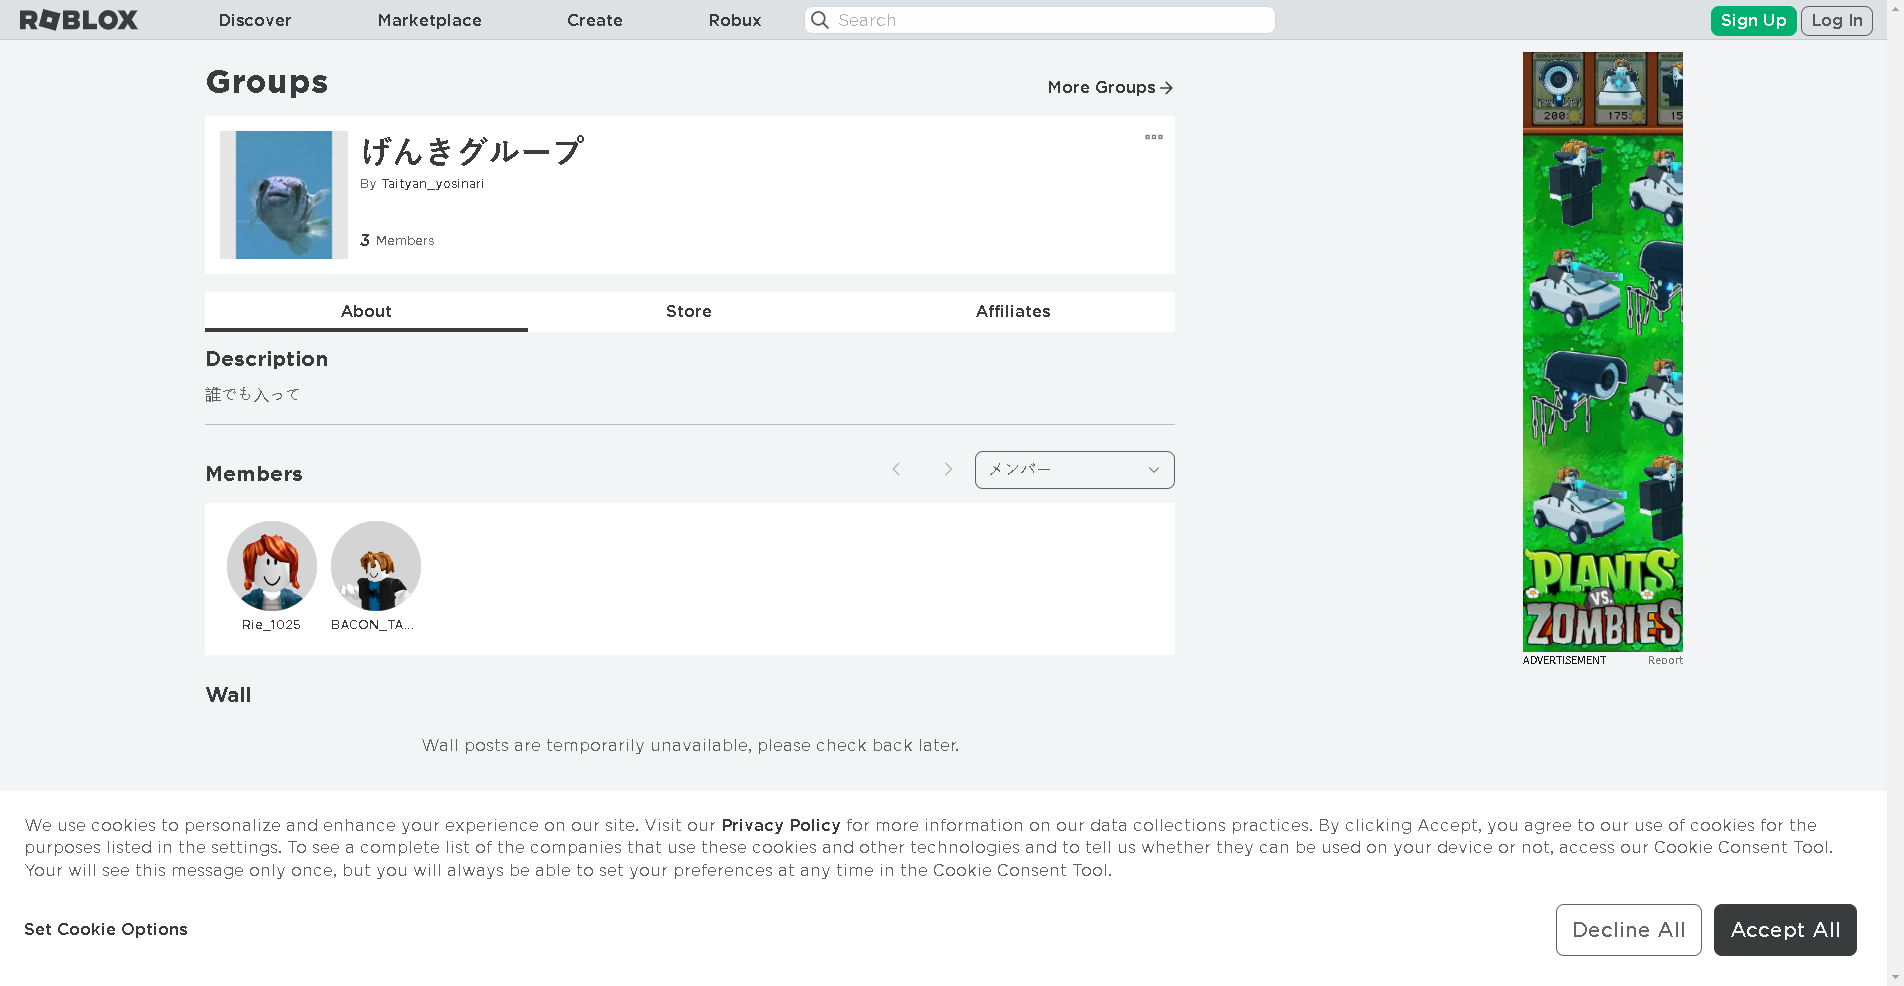 ROBLOX
Discover
Marketplace
Create
Robux
Search
Sign Up
Log In
Groups
More Groups
げんきグループ
By Taityan_yosinari
3 Members
About
Store
Affiliates
Description
誰でも入って
Members
メンバー
Rie_1025
BACON_TA...
Wall
Wall posts are temporarily unavailable, please check back later.
200
175
15
PLANTS
VS.
ZOMBIES
ADVERTISEMENT
Report
We use cookies to personalize and enhance your experience on our site. Visit our Privacy Policy for more information on our data collections practices. By clicking Accept, you agree to our use of cookies for the
purposes listed in the settings. To see a complete list of the companies that use these cookies and other technologies and to tell us whether they can be used on your device or not, access our Cookie Consent Tool.
Your will see this message only once, but you will always be able to set your preferences at any time in the Cookie Consent Tool.
Set Cookie Options
Decline All
Accept All